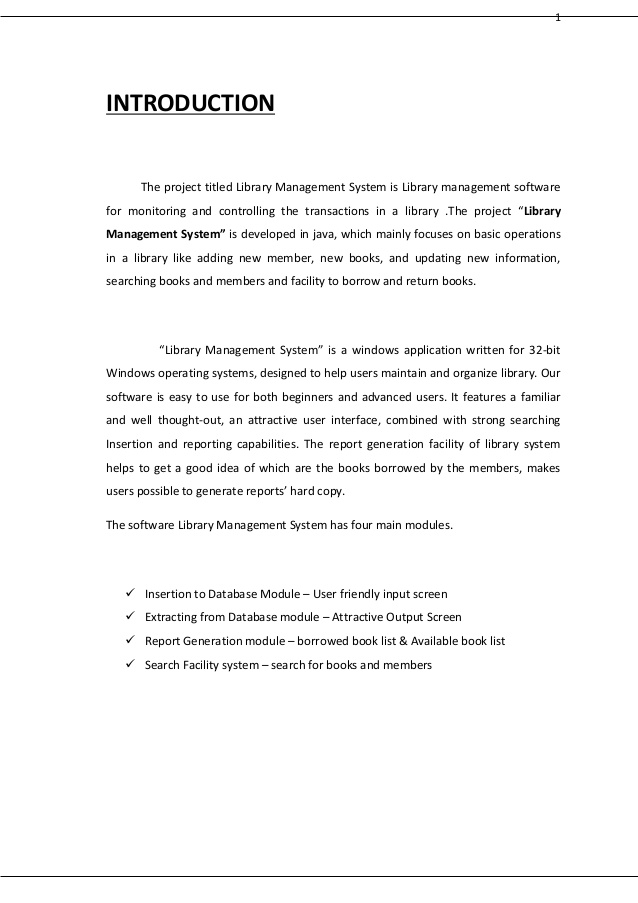 1
INTRODUCTION
The project titled Library Management System is Library management software
for monitoring and controlling the transactions in a library .The project “Library
Management System” is developed in java, which mainly focuses on basic operations
in a library like adding new member, new books, and updating new information,
searching books and members and facility to borrow and return books.
“Library Management System” is a windows application written for 32-bit
Windows operating systems, designed to help users maintain and organize library. Our
software is easy to use for both beginners and advanced users. It features a familiar
and well thought-out, an attractive user interface, combined with strong searching
Insertion and reporting capabilities. The report generation facility of library system
helps to get a good idea of which are the books borrowed by the members, makes
users possible to generate reports’ hard copy.
The software Library Management System has four main modules.
✓ Insertion to Database Module – User friendly input screen
✓ Extracting from Database module – Attractive Output Screen
✓ Report Generation module – borrowed book list & Available book list
✓ Search Facility system – search for books and members